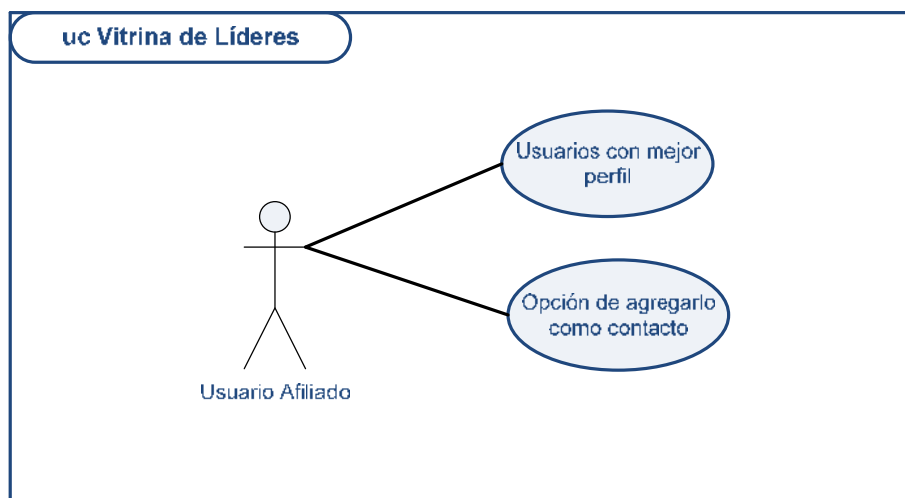 uc Vitrina de Líderes
Usuarios con mejor
perfil
Opción de agregarlo
como contacto
Usuario Afiliado